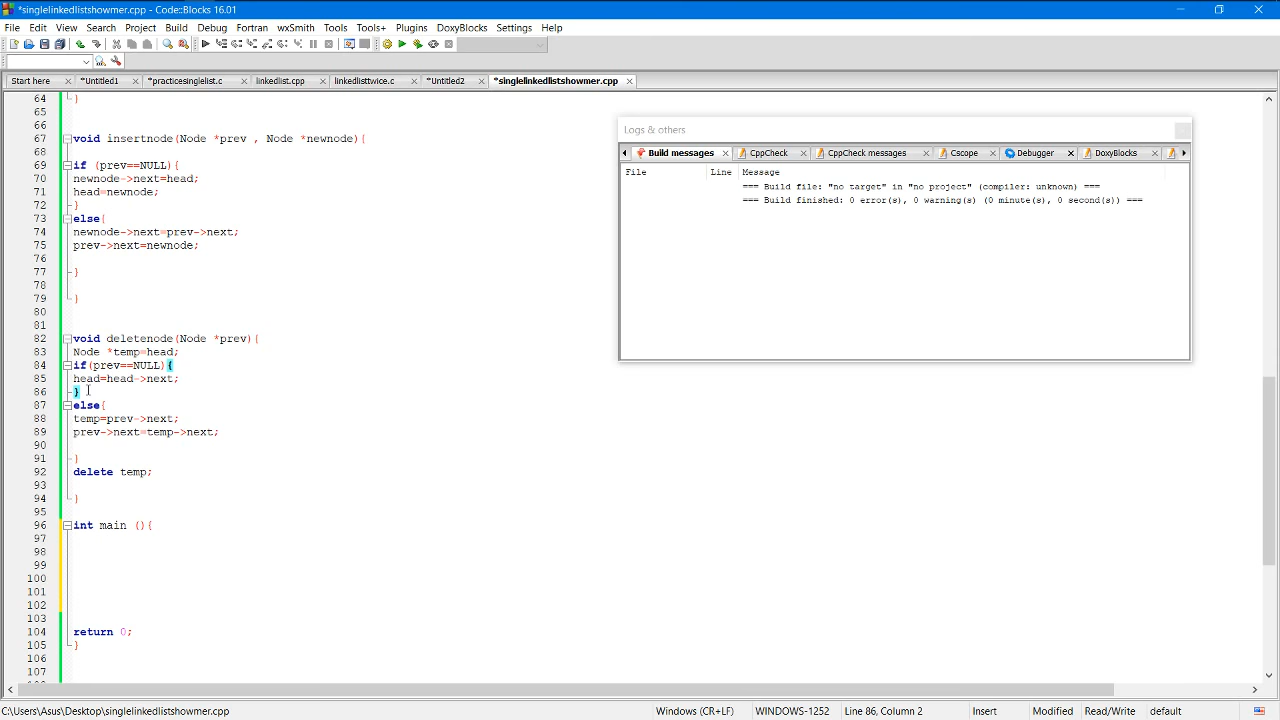 *singlelinkedlistshowmer.cpp - Code::Blocks 16.01
File Edit View Search Project Build Debug Fortran wxSmith Tools Tools+ Plugins DoxyBlocks Settings Help
Start here *Untitled1 *practicesinglelist.c linkedlist.cpp linkedlisttwice.c *Untitled2 *singlelinkedlistshowmer.cpp
64 }
65
66
67 void insertnode(Node *prev , Node *newnode){
68
69 if (prev==NULL){
70 newnode->next=head;
71 head=newnode;
72 }
73 else{
74 newnode->next=prev->next;
75 prev->next=newnode;
76
77 }
78
79 }
80
81
82 void deletenode(Node *prev){
83 Node *temp=head;
84 if(prev==NULL){
85 head=head->next;
86 }
87 else{
88 temp=prev->next;
89 prev->next=temp->next;
90
91 }
92 delete temp;
93
94 }
95
96 int main (){
97
98
99
100
101
102
103
104 return 0;
105 }
106
107
Logs & others
Build messages CppCheck CppCheck messages Cscope Debugger DoxyBlocks
File Line Message
=== Build file: "no target" in "no project" (compiler: unknown) ===
=== Build finished: 0 error(s), 0 warning(s) (0 minute(s), 0 second(s)) ===
C:\Users\Asus\Desktop\singlelinkedlistshowmer.cpp Windows (CR+LF) WINDOWS-1252 Line 86, Column 2 Insert Modified Read/Write default